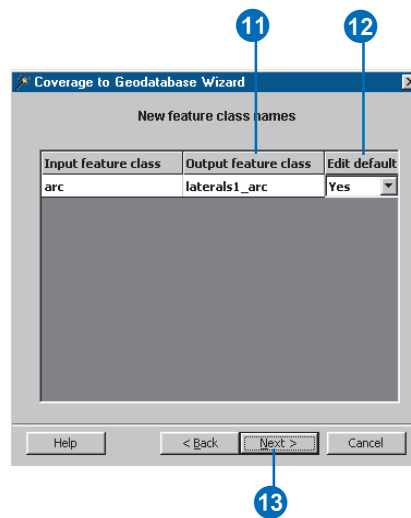 11 12
Coverage to Geodatabase Wizard
New feature class names
Input feature class Output feature class Edit default
arc laterals1_arc Yes
Help < Back Next > Cancel
13